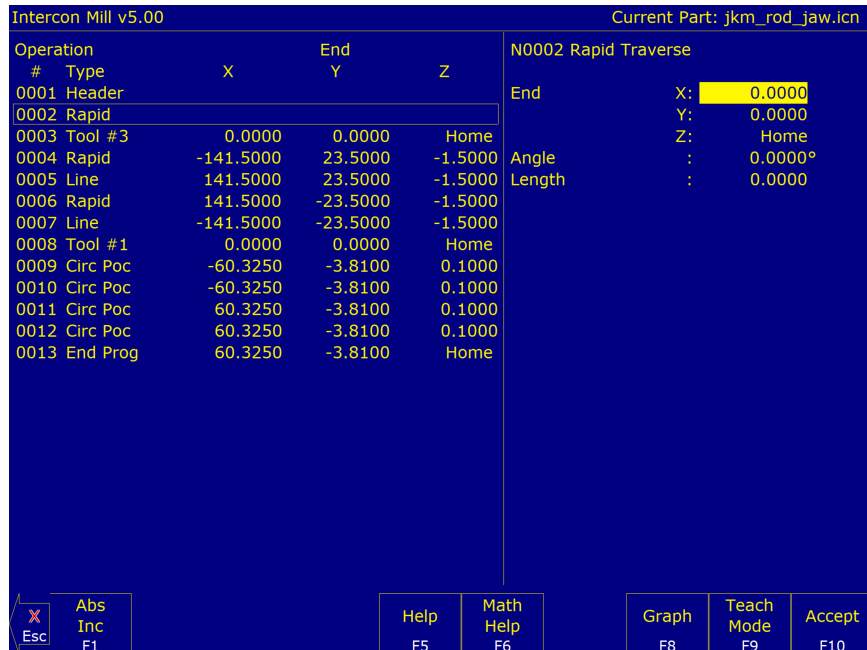 Intercon Mill v5.00 Current Part: jkm_rod_jaw.icn
Operation End
# Type X Y Z
0001 Header
0002 Rapid
0003 Tool #3 0.0000 0.0000 Home
0004 Rapid -141.5000 23.5000 -1.5000
0005 Line 141.5000 23.5000 -1.5000
0006 Rapid 141.5000 -23.5000 -1.5000
0007 Line -141.5000 -23.5000 -1.5000
0008 Tool #1 0.0000 0.0000 Home
0009 Circ Poc -60.3250 -3.8100 0.1000
0010 Circ Poc -60.3250 -3.8100 0.1000
0011 Circ Poc 60.3250 -3.8100 0.1000
0012 Circ Poc 60.3250 -3.8100 0.1000
0013 End Prog 60.3250 -3.8100 Home
N0002 Rapid Traverse
End X: 0.0000
Y: 0.0000
Z: Home
Angle : 0.0000°
Length : 0.0000
X
Esc
Abs
Inc
F1
Help
F5
Math
Help
F6
Graph
F8
Teach
Mode
F9
Accept
F10